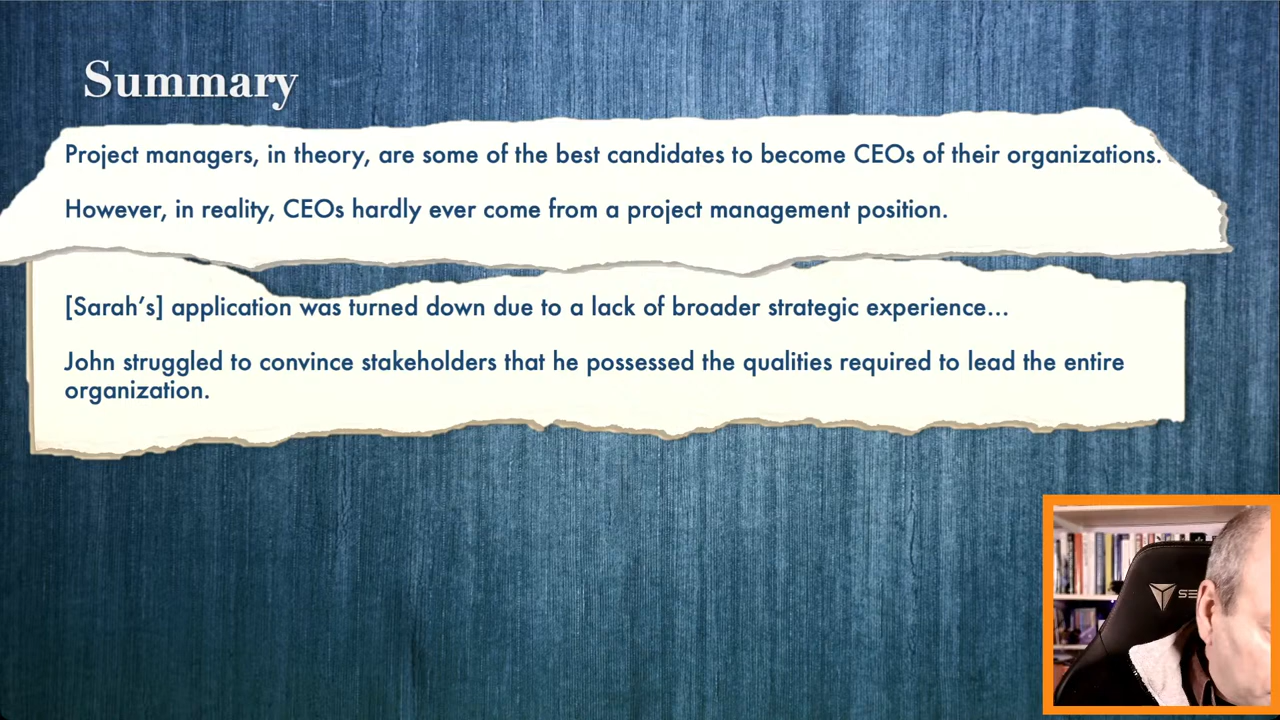 Summary
Project managers, in theory, are some of the best candidates to become CEOs of their organizations.
However, in reality, CEOs hardly ever come from a project management position.
[Sarah’s] application was turned down due to a lack of broader strategic experience...
John struggled to convince stakeholders that he possessed the qualities required to lead the entire
organization.